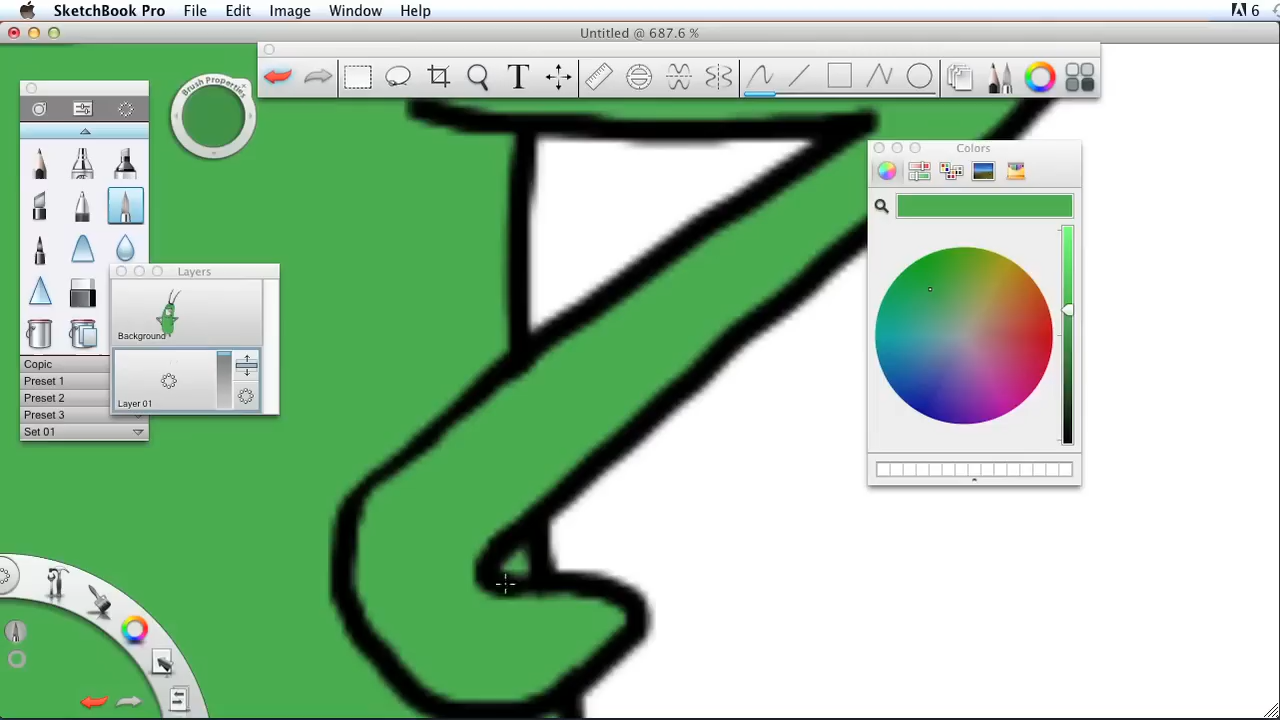 SketchBook Pro File Edit Image Window Help 6
Untitled @ 687.6 %
Brush Properties
T
Colors
Layers
Background
Layer 01
Copic
Preset 1
Preset 2
Preset 3
Set 01